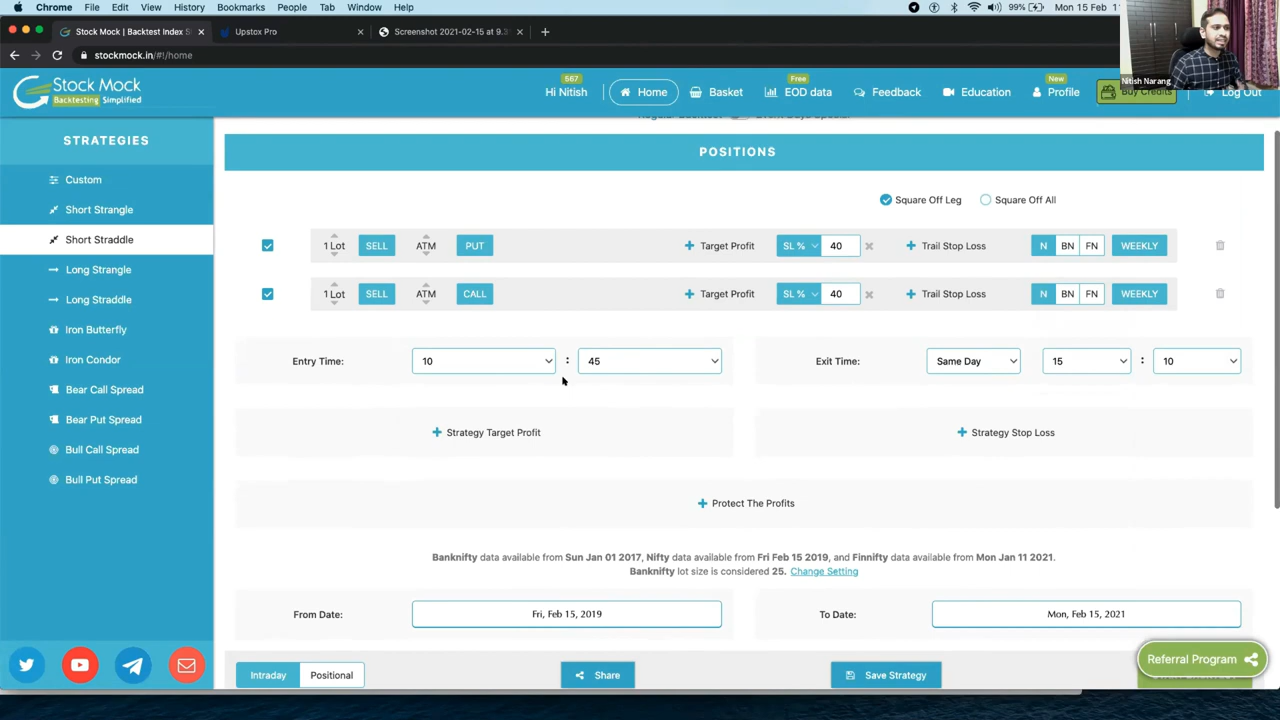 Chrome File Edit View History Bookmarks People Tab Window Help 99% Mon 15 Feb
Stock Mock | Backtest Index S
Upstox Pro
Screenshot 2021-02-15 at 9.3
stockmock.in/#!/home
Nitish Narang
Stock Mock
Backtesting Simplified
567
Hi Nitish
Home
Basket
Free
EOD data
Feedback
Education
New
Profile
Buy Credits
Log Out
STRATEGIES
Custom
Short Strangle
Short Straddle
Long Strangle
Long Straddle
Iron Butterfly
Iron Condor
Bear Call Spread
Bear Put Spread
Bull Call Spread
Bull Put Spread
POSITIONS
Square Off Leg Square Off All
1 Lot SELL ATM PUT Target Profit SL % 40 Trail Stop Loss N BN FN WEEKLY
1 Lot SELL ATM CALL Target Profit SL % 40 Trail Stop Loss N BN FN WEEKLY
Entry Time: 10 : 45 Exit Time: Same Day 15 : 10
Strategy Target Profit Strategy Stop Loss
Protect The Profits
Banknifty data available from Sun Jan 01 2017, Nifty data available from Fri Feb 15 2019, and Finnifty data available from Mon Jan 11 2021.
Banknifty lot size is considered 25. Change Setting
From Date: Fri, Feb 15, 2019 To Date: Mon, Feb 15, 2021
Intraday Positional Share Save Strategy
Referral Program